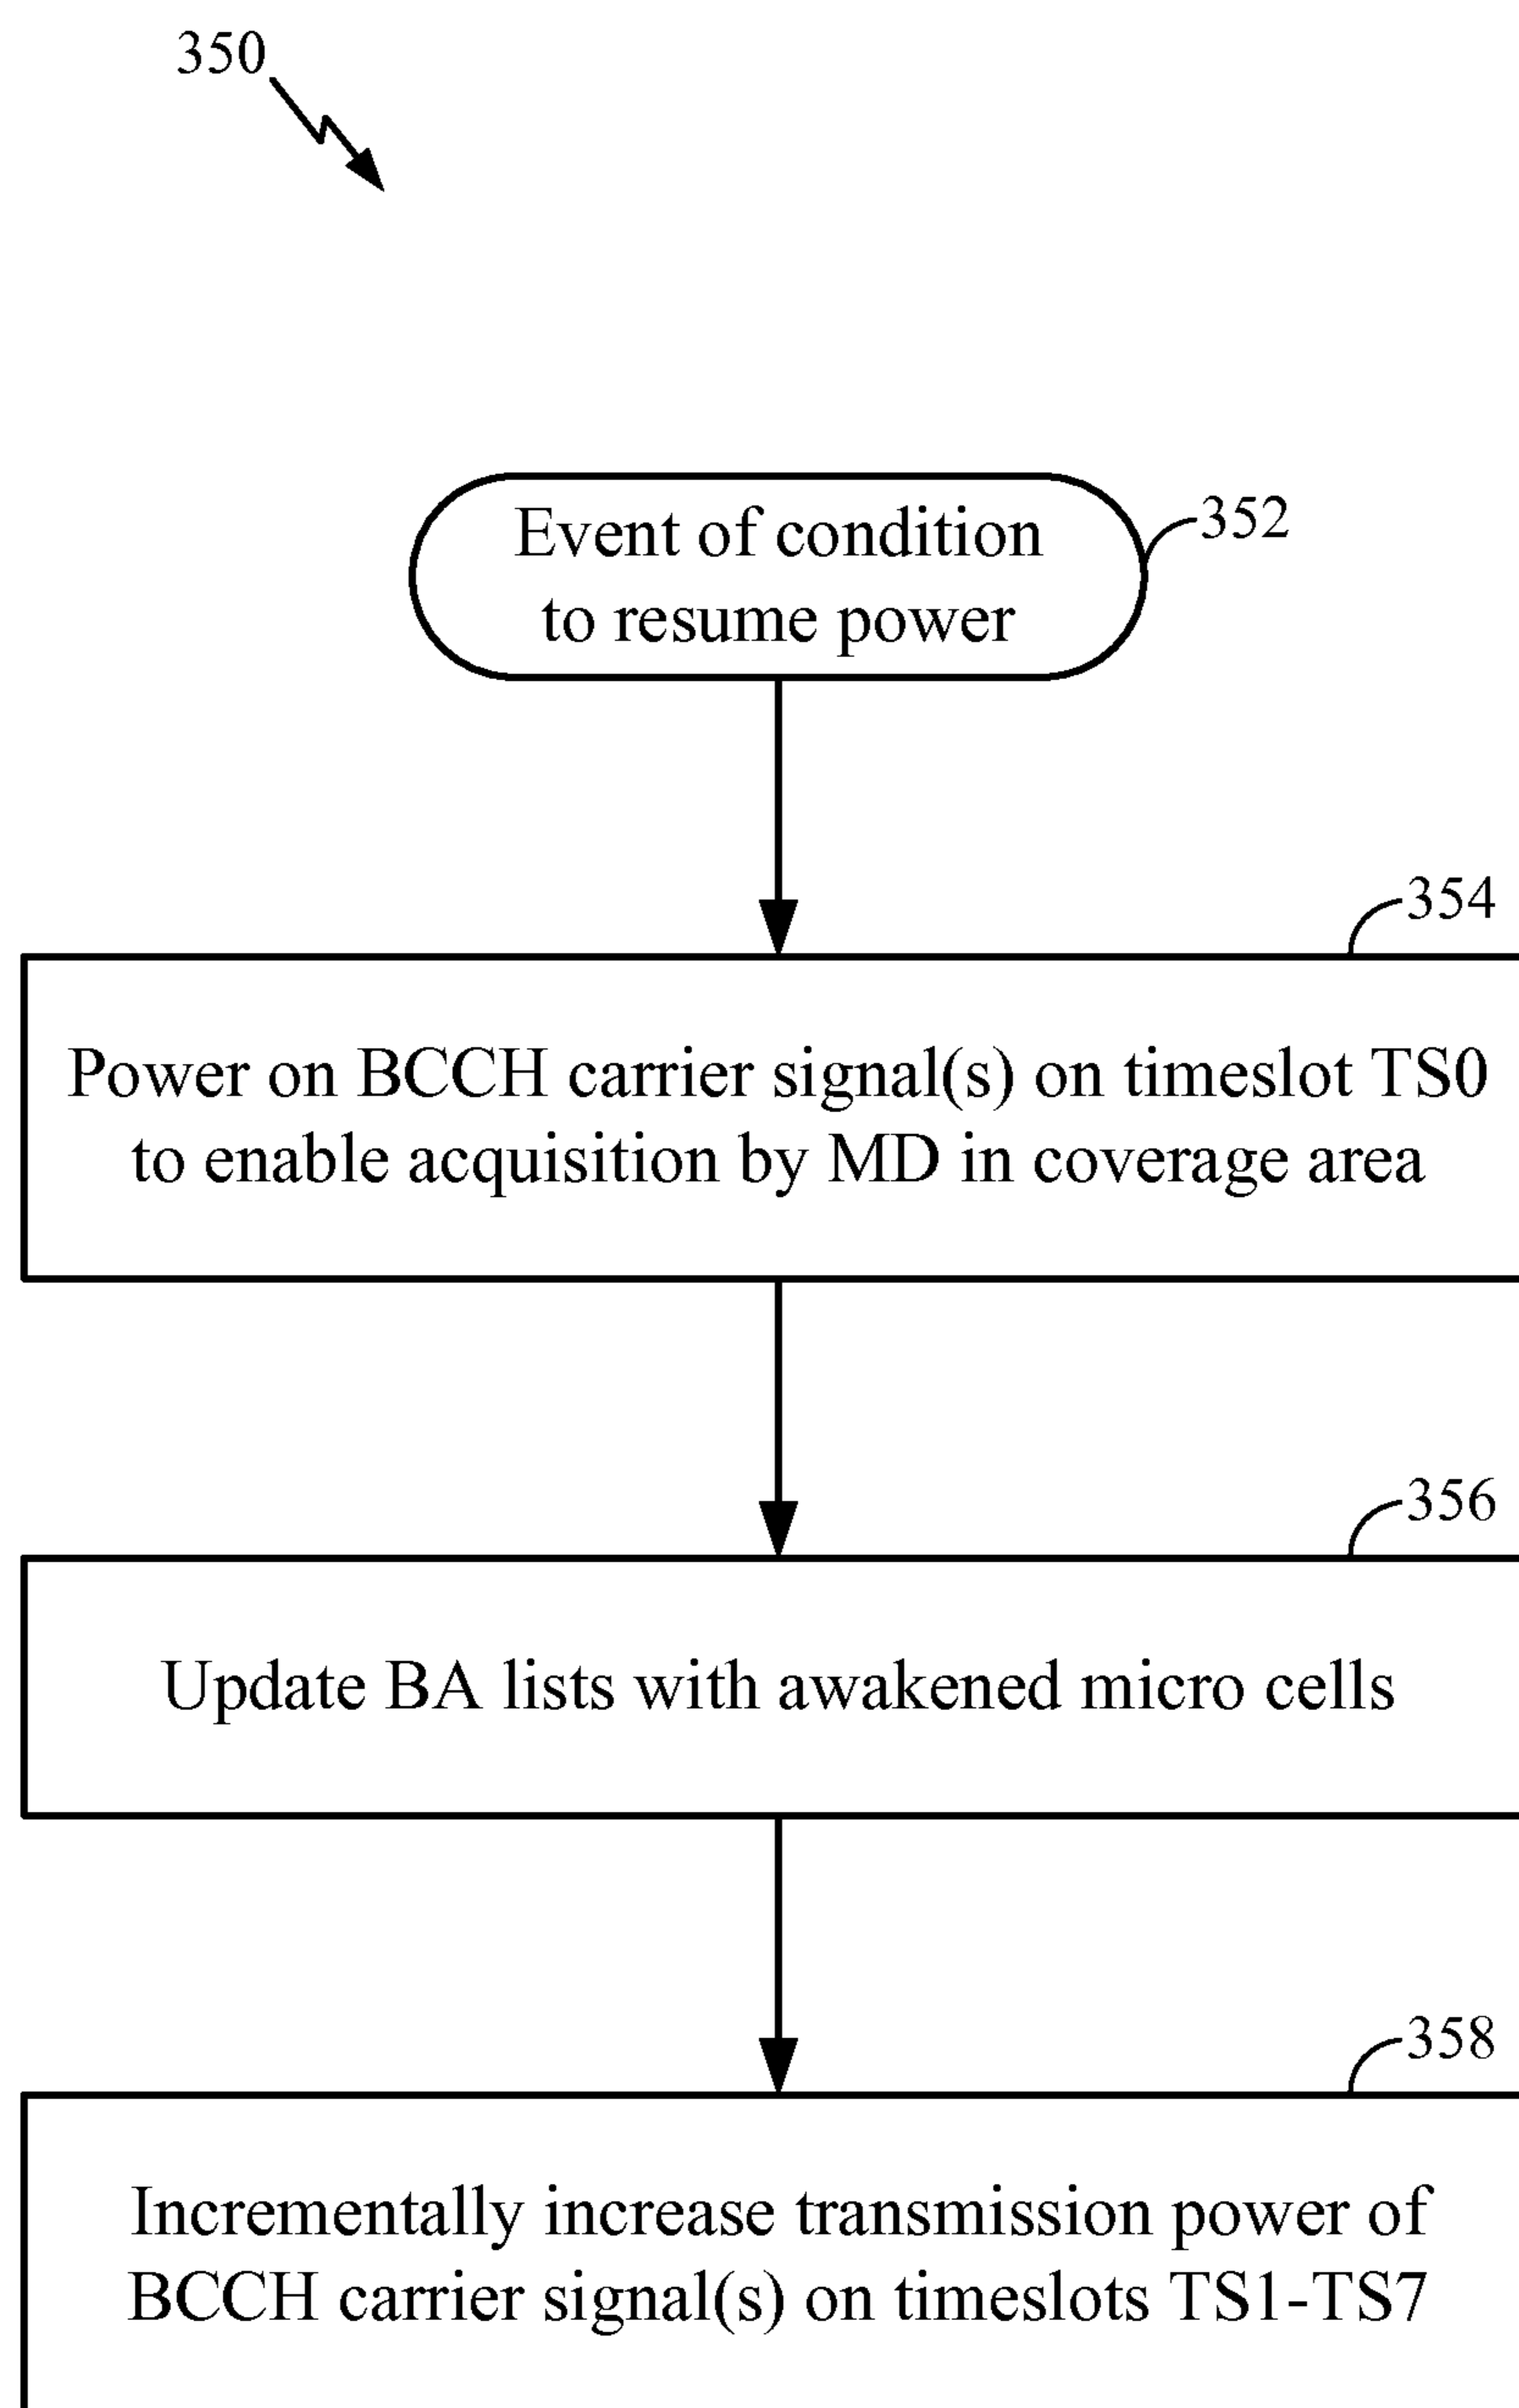 350
Event of condition
to resume power
352
354
Power on BCCH carrier signal(s) on timeslot TS0
to enable acquisition by MD in coverage area
356
Update BA lists with awakened micro cells
358
Incrementally increase transmission power of
BCCH carrier signal(s) on timeslots TS1-TS7